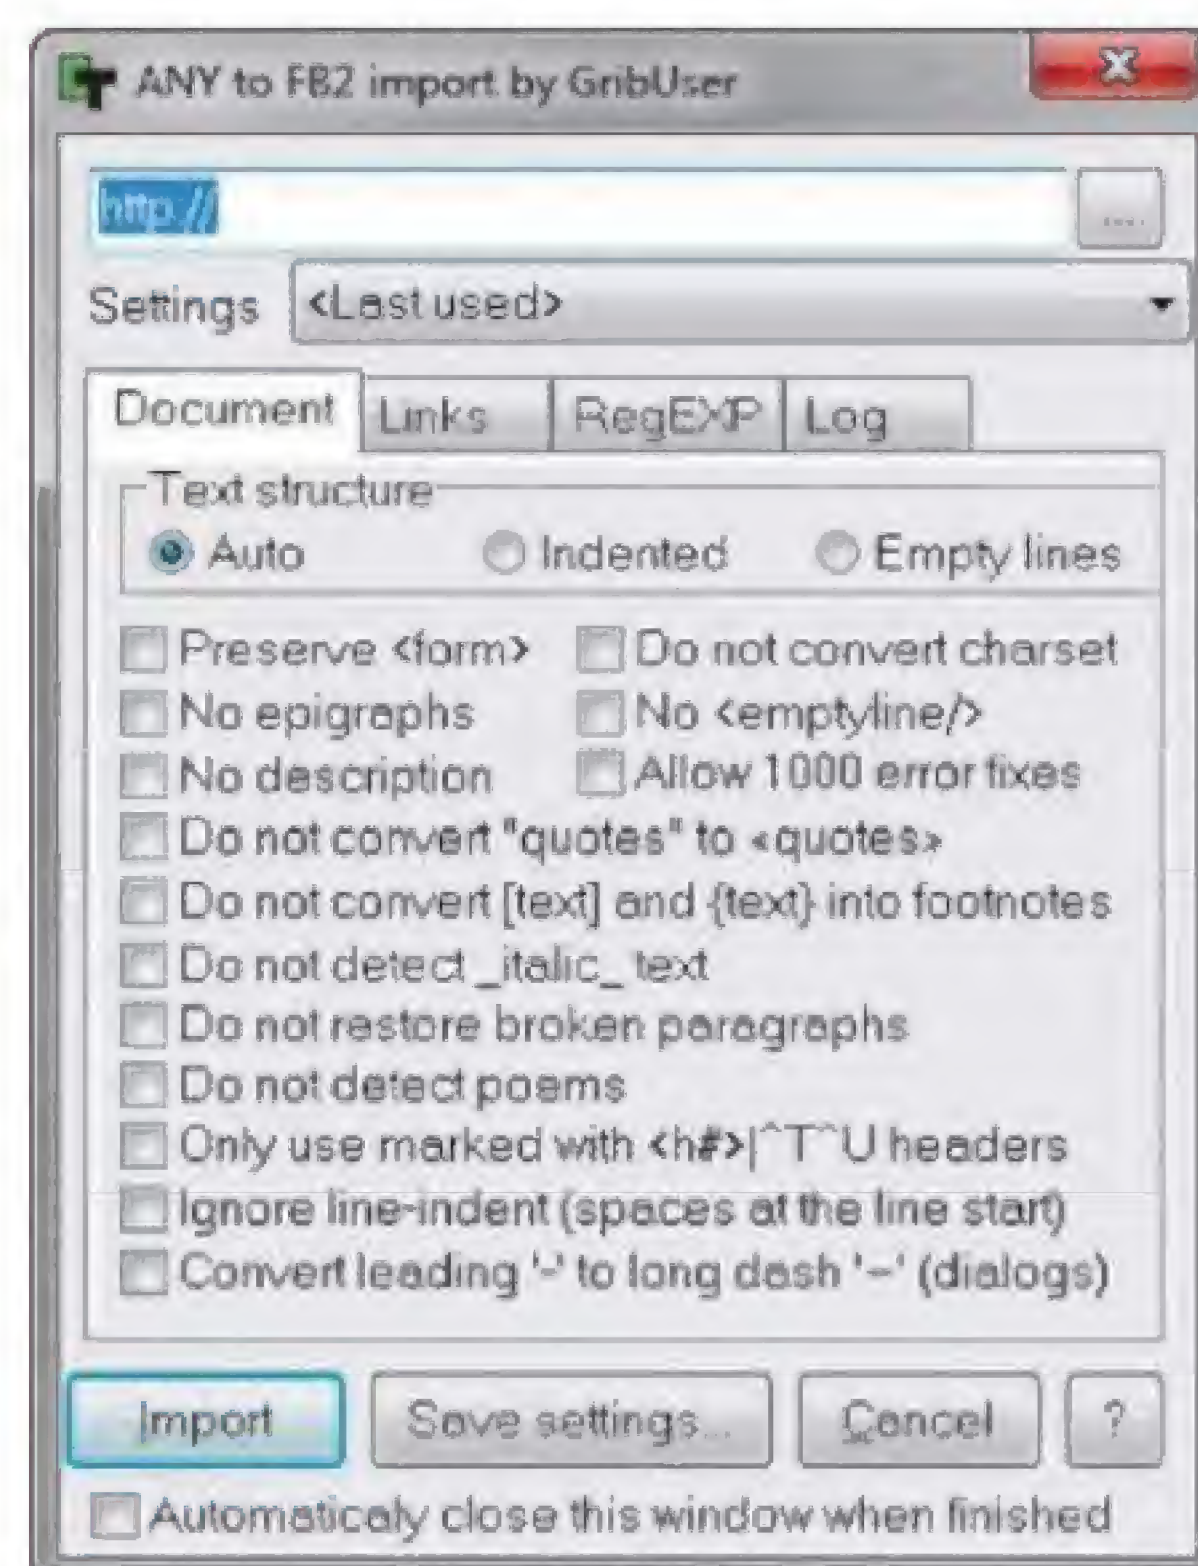 ANY to FB2 import by GribUser
http://
...
Settings <Last used>
Document Links RegEXP Log
Text structure
Auto Indented Empty lines
Preserve <form> Do not convert charset
No epigraphs No <emptyline/>
No description Allow 1000 error fixes
Do not convert "quotes" to «quotes»
Do not convert [text] and {text} into footnotes
Do not detect _italic_ text
Do not restore broken paragraphs
Do not detect poems
Only use marked with <h#>|^T^U headers
Ignore line-indent (spaces at the line start)
Convert leading '-' to long dash '–' (dialogs)
Import Save settings... Cancel ?
Automaticaly close this window when finished